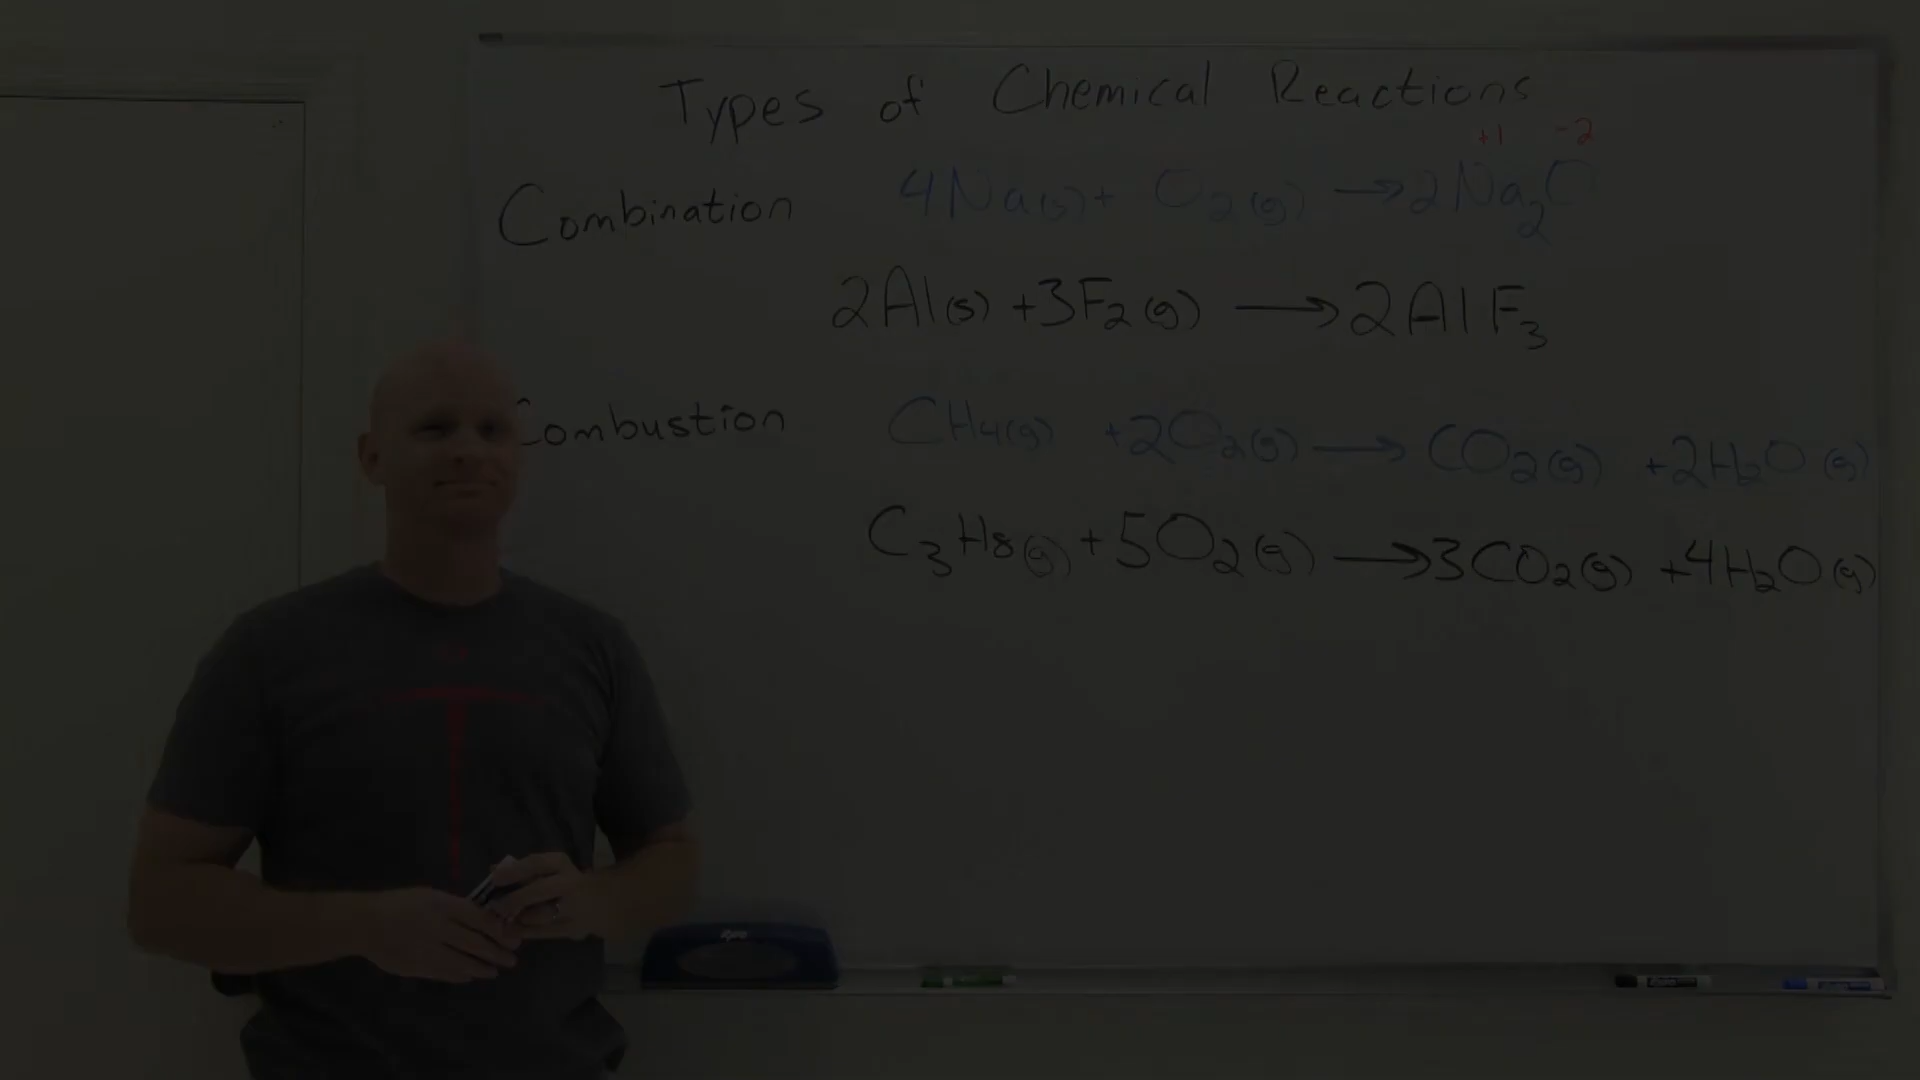 Types of Chemical Reactions
+1 -2
Combination 4Na(s) + O₂(g) → 2Na₂O
2Al(s) + 3F₂(g) → 2AlF₃
Combustion CH₄(g) + 2O₂(g) → CO₂(g) + 2H₂O(g)
C₃H₈(g) + 5O₂(g) → 3CO₂(g) + 4H₂O(g)
expo